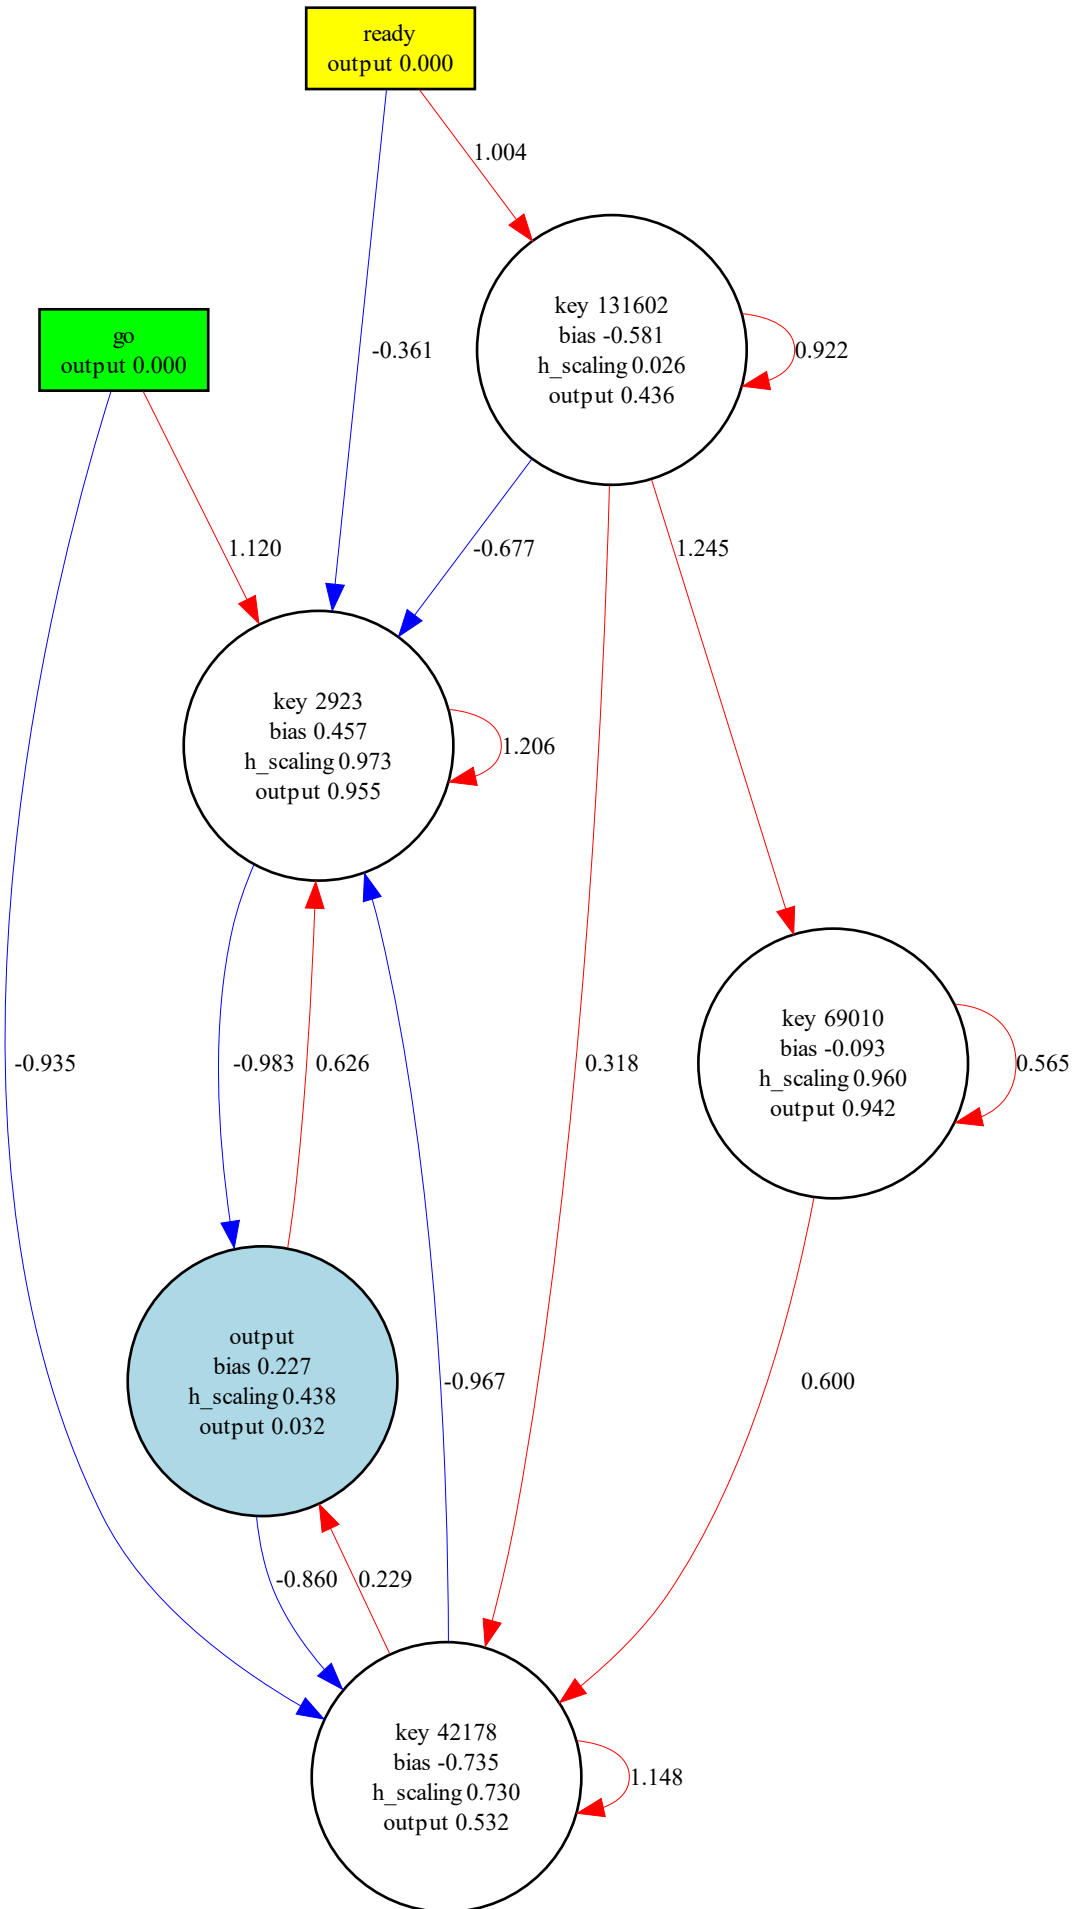 ready
output 0.000
1.004
key 131602
bias -0.581
h_scaling 0.026
output 0.436
0.922
go
output 0.000
-0.361
1.120
-0.677
1.245
key 2923
bias 0.457
h_scaling 0.973
output 0.955
1.206
key 69010
bias -0.093
h_scaling 0.960
output 0.942
0.565
-0.935
-0.983
0.626
0.318
output
bias 0.227
h_scaling 0.438
output 0.032
-0.967
0.600
-0.860
0.229
key 42178
bias -0.735
h_scaling 0.730
output 0.532
1.148